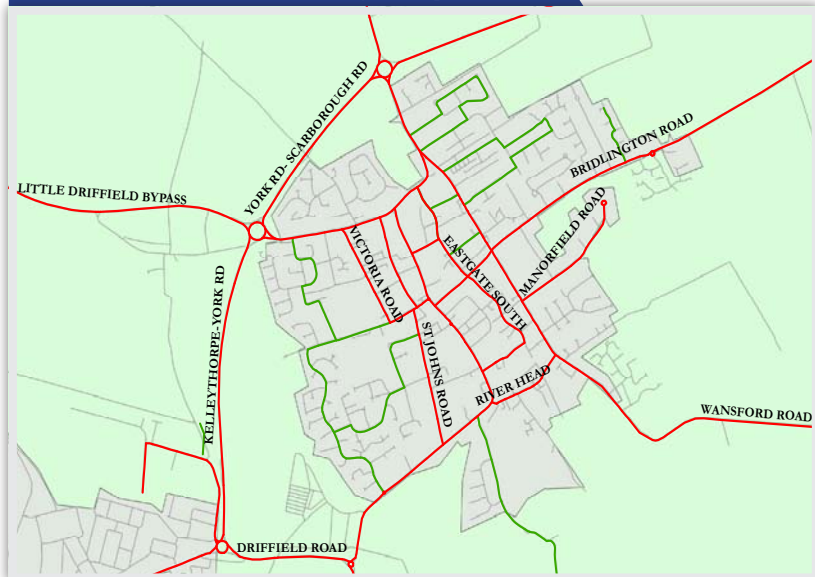 YORK RD- SCARBOROUGH RD
BRIDLINGTON ROAD
LITTLE DRIFFIELD BYPASS
MANORFIELD ROAD
VICTORIA ROAD
EASTGATE SOUTH
KELLEYTHORPE-YORK RD
ST JOHNS ROAD
RIVER HEAD
WANSFORD ROAD
DRIFFIELD ROAD